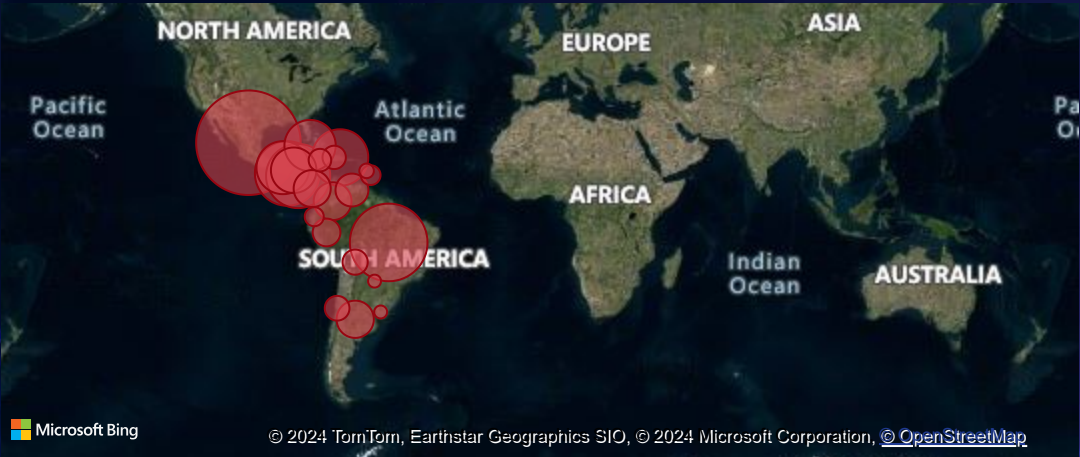 NORTH AMERICA
ASIA
EUROPE
Pacific
Ocean
Atlantic
Ocean
Pa
AFRICA
SOUTH AMERICA
Indian
Ocean
AUSTRALIA
Microsoft Bing
© 2024 TomTom, Earthstar Geographics SIO, © 2024 Microsoft Corporation, © OpenStreetMap